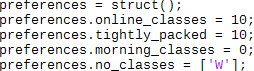 preferences = struct();
preferences.online_classes = 10;
preferences.tightly_packed = 10;
preferences.morning_classes = 0;
preferences.no_classes = ['W'];